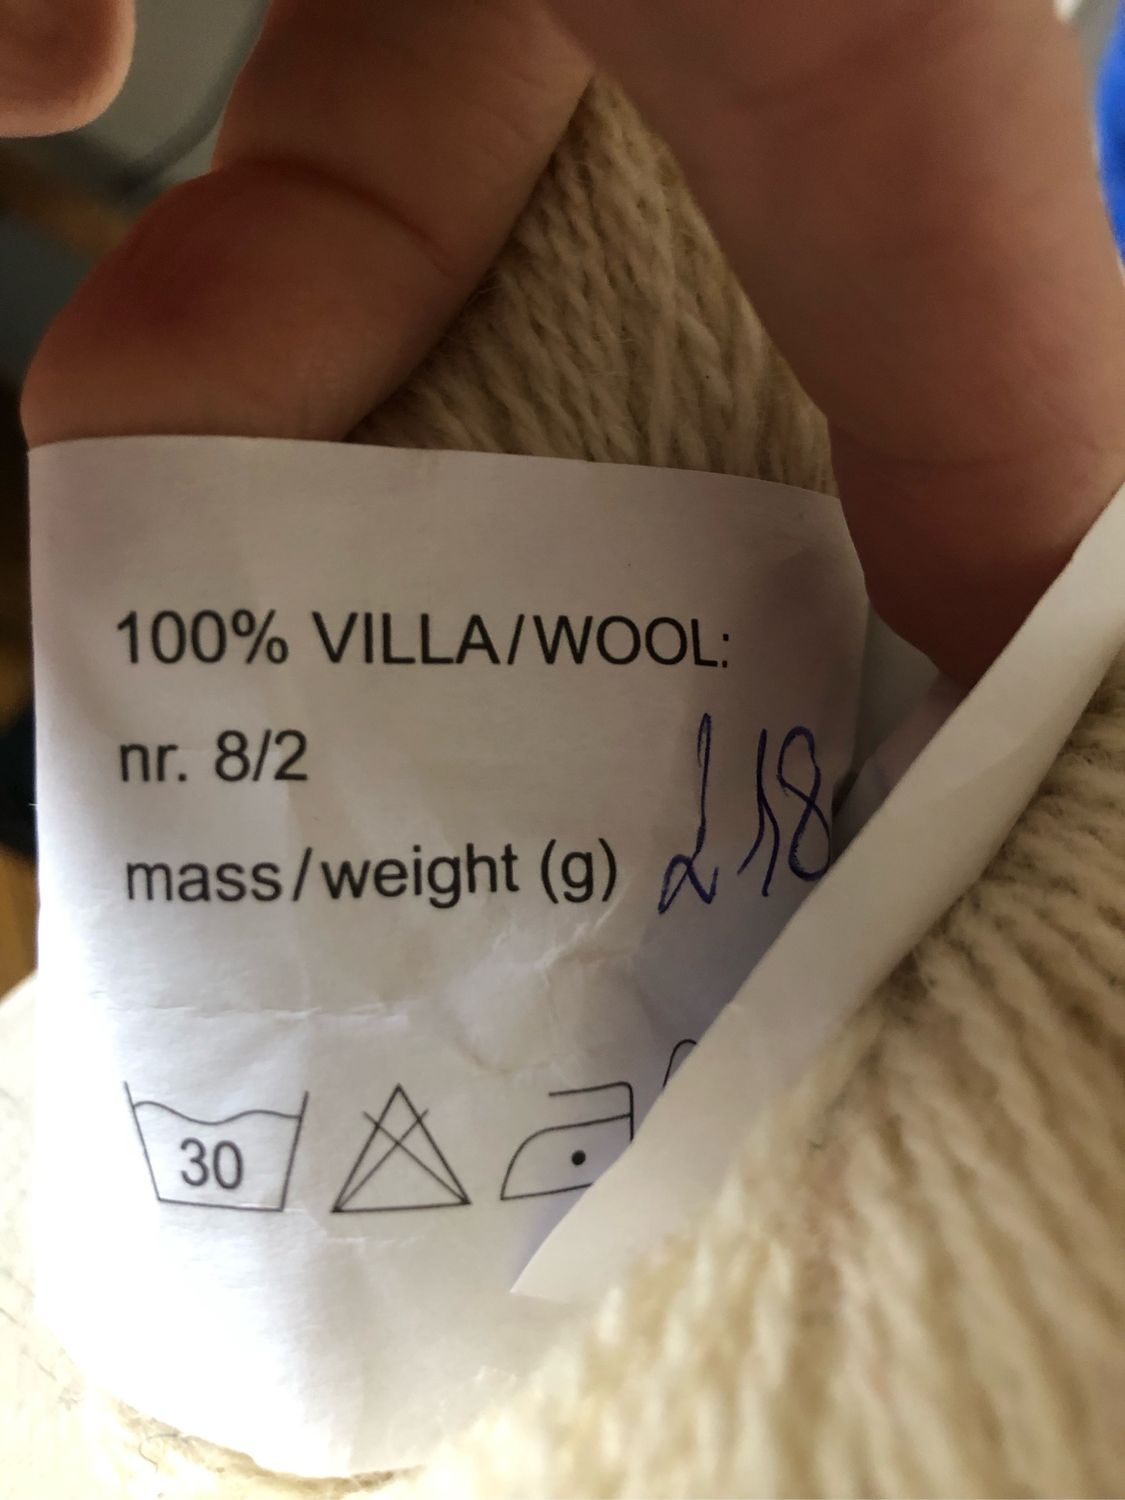 100% VILLA/WOOL:
nr. 8/2
mass/weight (g) 218
30